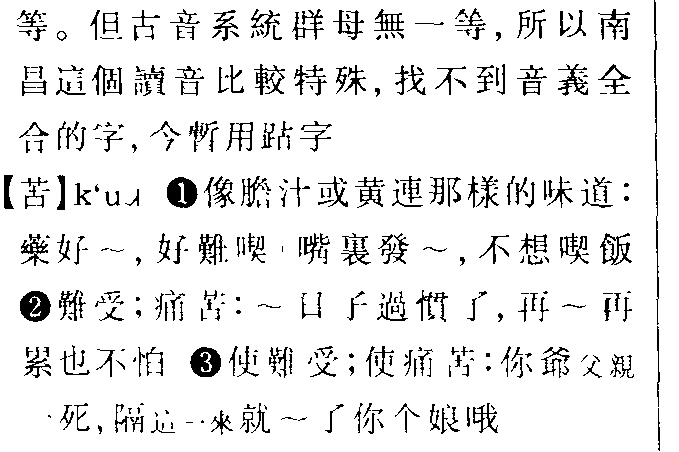 等。但古音系統群母無一等,所以南
昌這個讀音比較特殊,找不到音義全
合的字,今暫用跍字
【苦】k‘u˩ ❶像膽汁或黄連那樣的味道:
藥好～,好難喫｜嘴裏發～,不想喫飯
❷難受;痛苦:～日子過慣了,再～再
累也不怕 ❸使難受;使痛苦:你爺父親
一死,隔這一來就～了你个娘哦